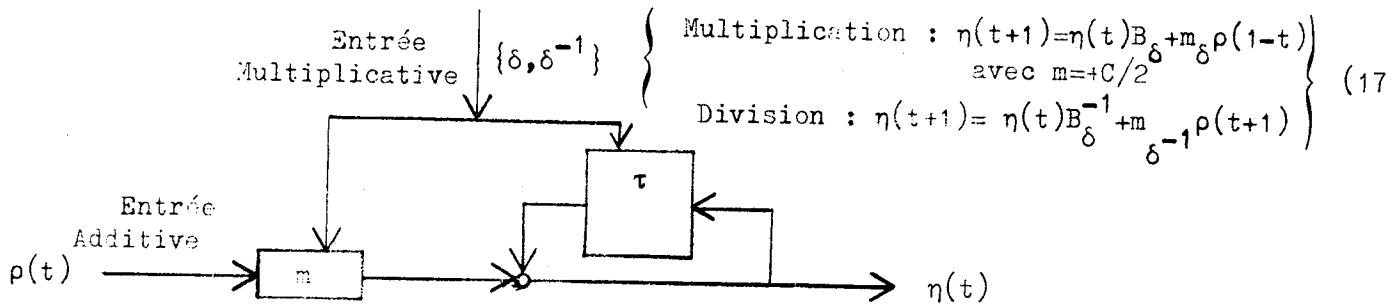 Entrée
Multiplicative
{δ,δ⁻¹}
Multiplication : η(t+1)=η(t)B_δ+m_δρ(1-t)
avec m=+C/2
Division : η(t+1)= η(t)B_δ⁻¹+m_δ⁻¹ρ(t+1)
(17
τ
Entrée
Additive
ρ(t)
m
η(t)